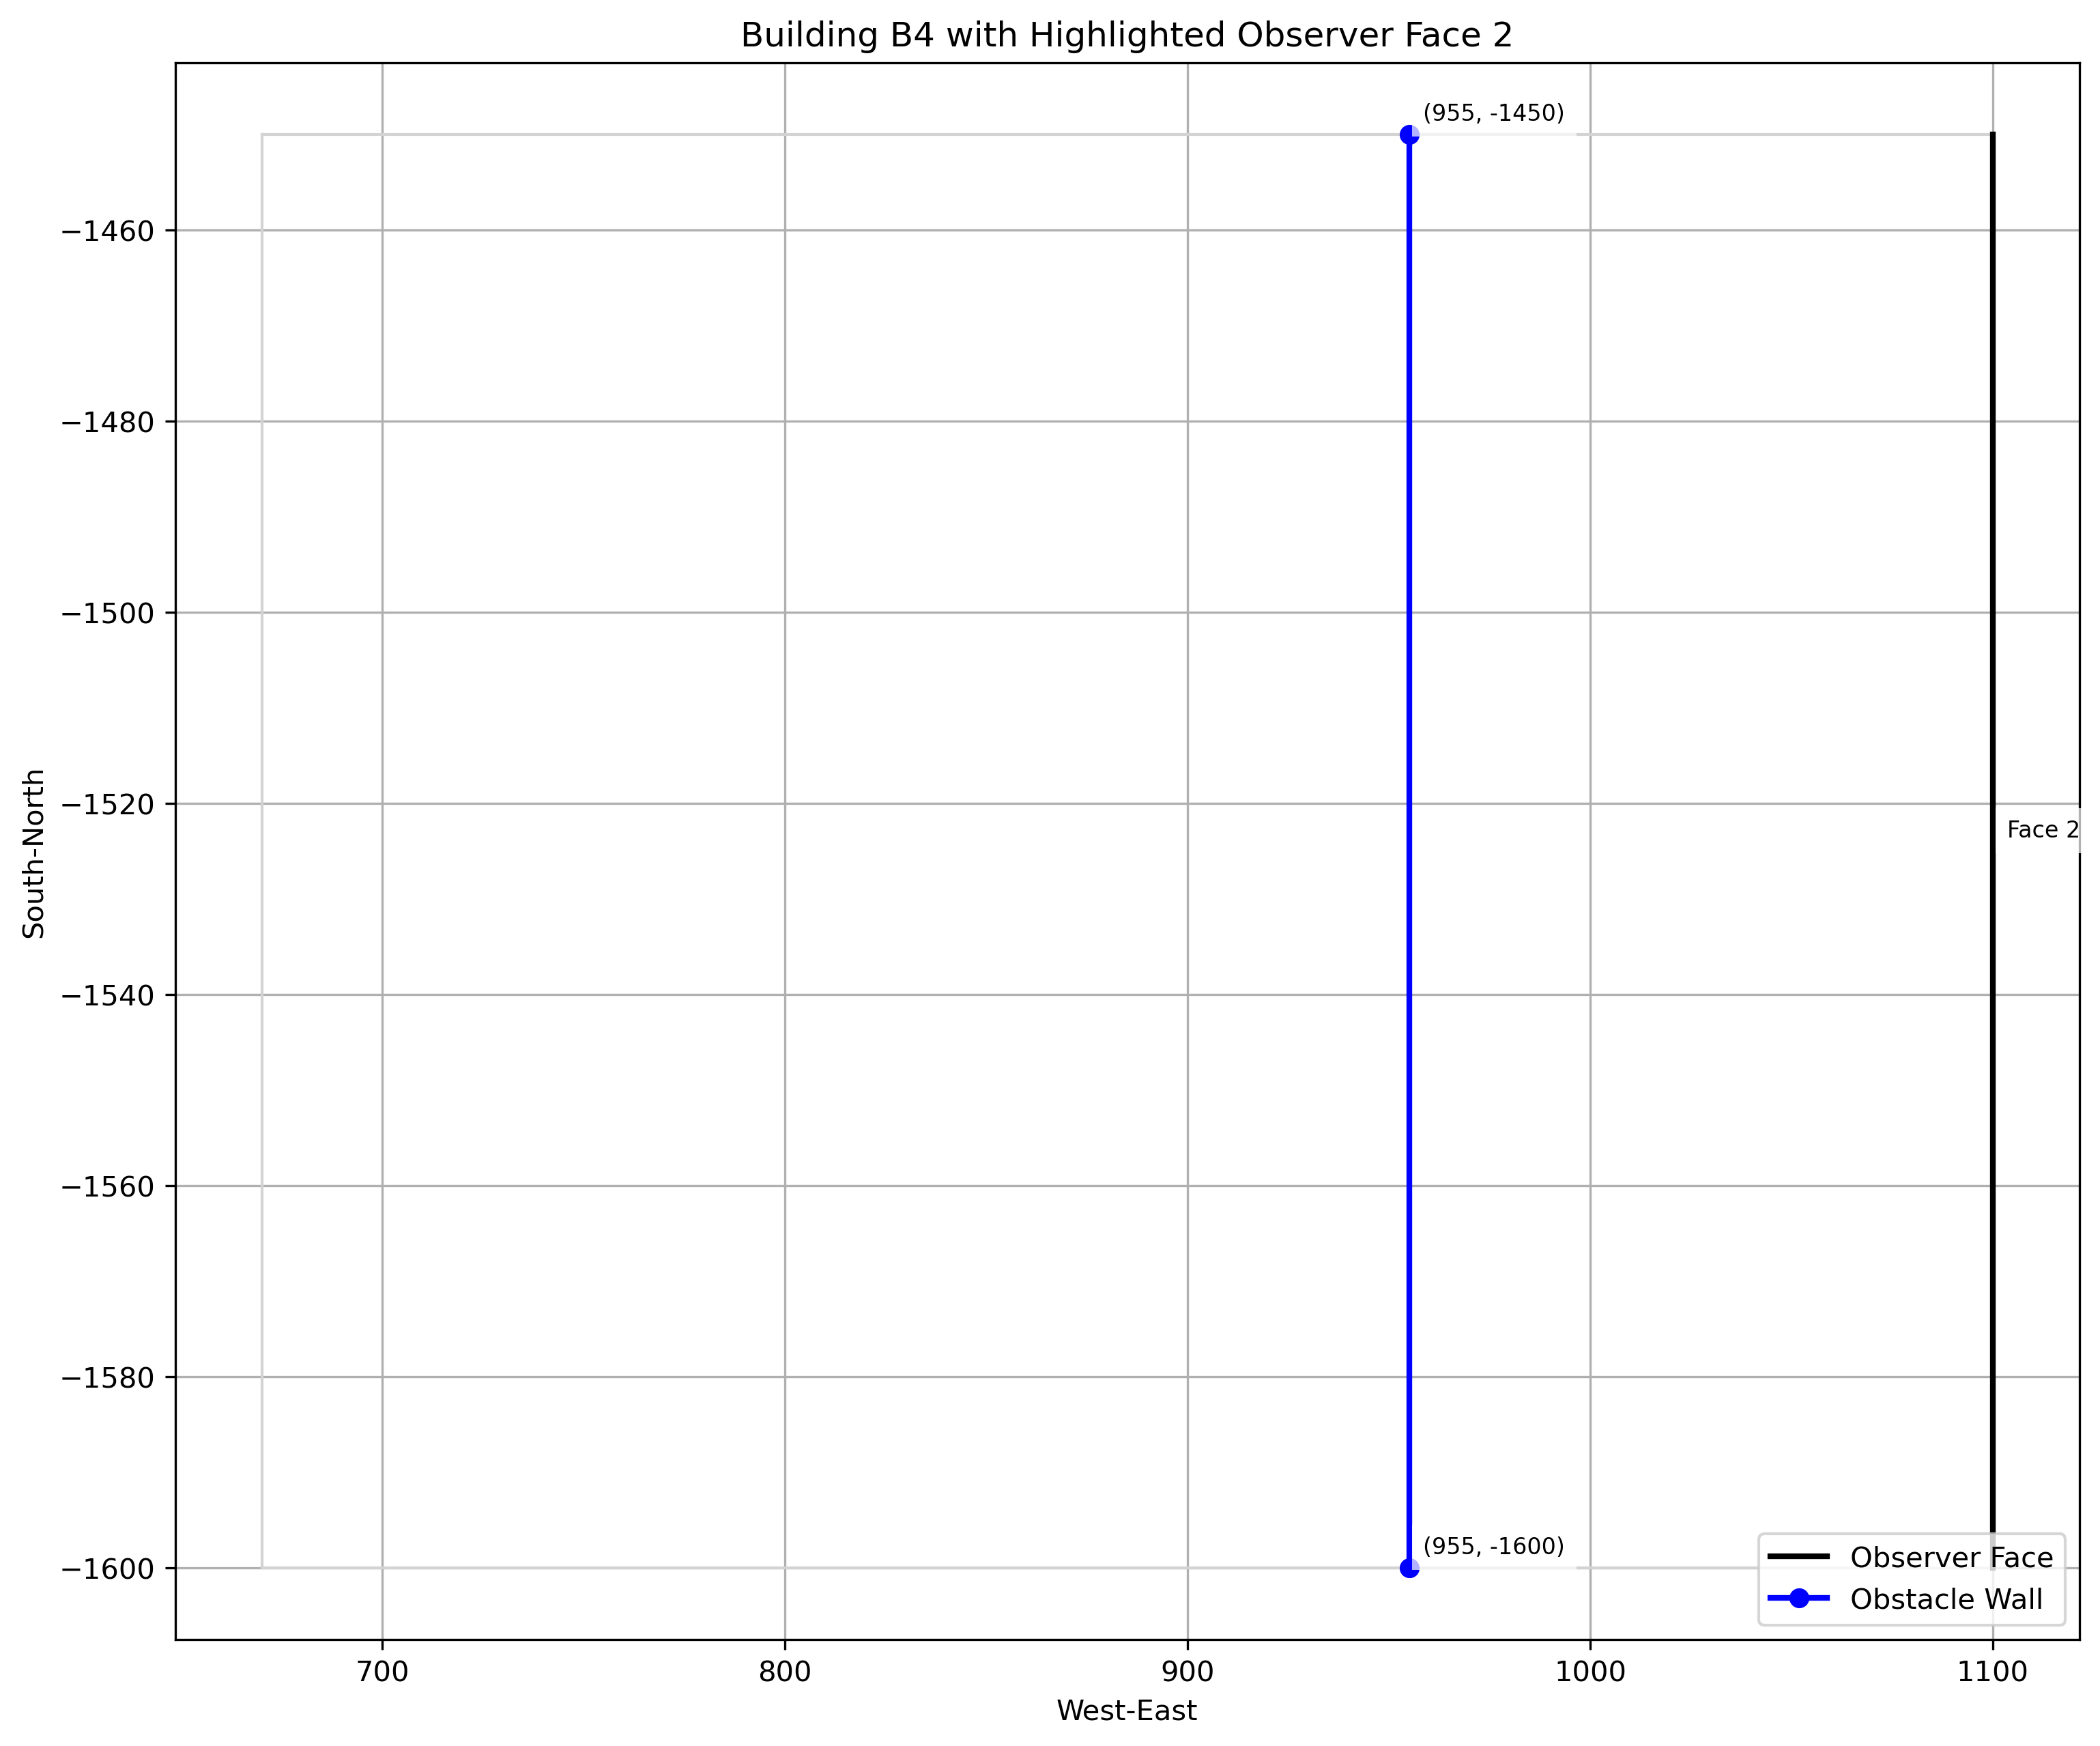 Building B4 with Highlighted Observer Face 2
(955, -1450)
−1460
−1480
−1500
−1520
Face 2
South-North
−1540
−1560
−1580
(955, -1600)
−1600
Observer Face
Obstacle Wall
700
800
900
1000
1100
West-East